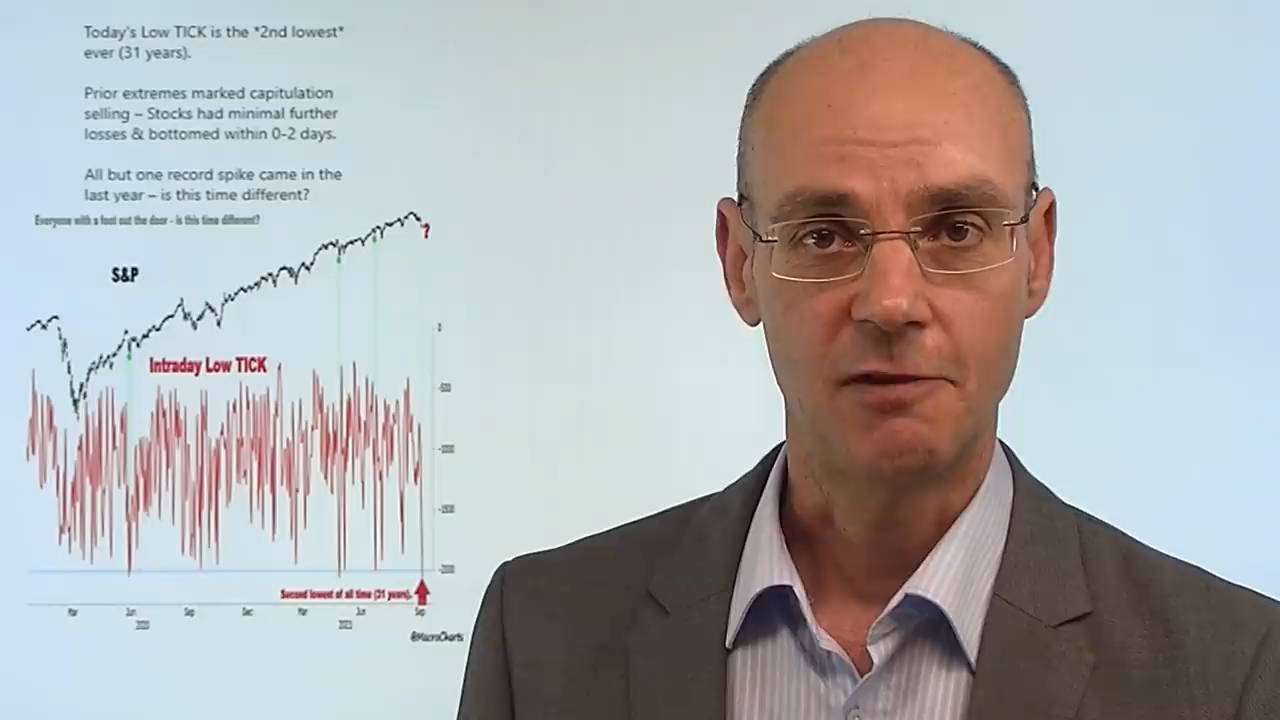 Today's Low TICK is the *2nd lowest*
ever (31 years).
Prior extremes marked capitulation
selling – Stocks had minimal further
losses & bottomed within 0-2 days.
All but one record spike came in the
last year – is this time different?
Everyone with a foot out the door - is this time different?
?
S&P
0
Intraday Low TICK
-500
-1000
-1500
-2000
Second lowest of all time (31 years).
Mar Jun Sep Dec Mar Jun Sep
2020 2021
@MacroCharts